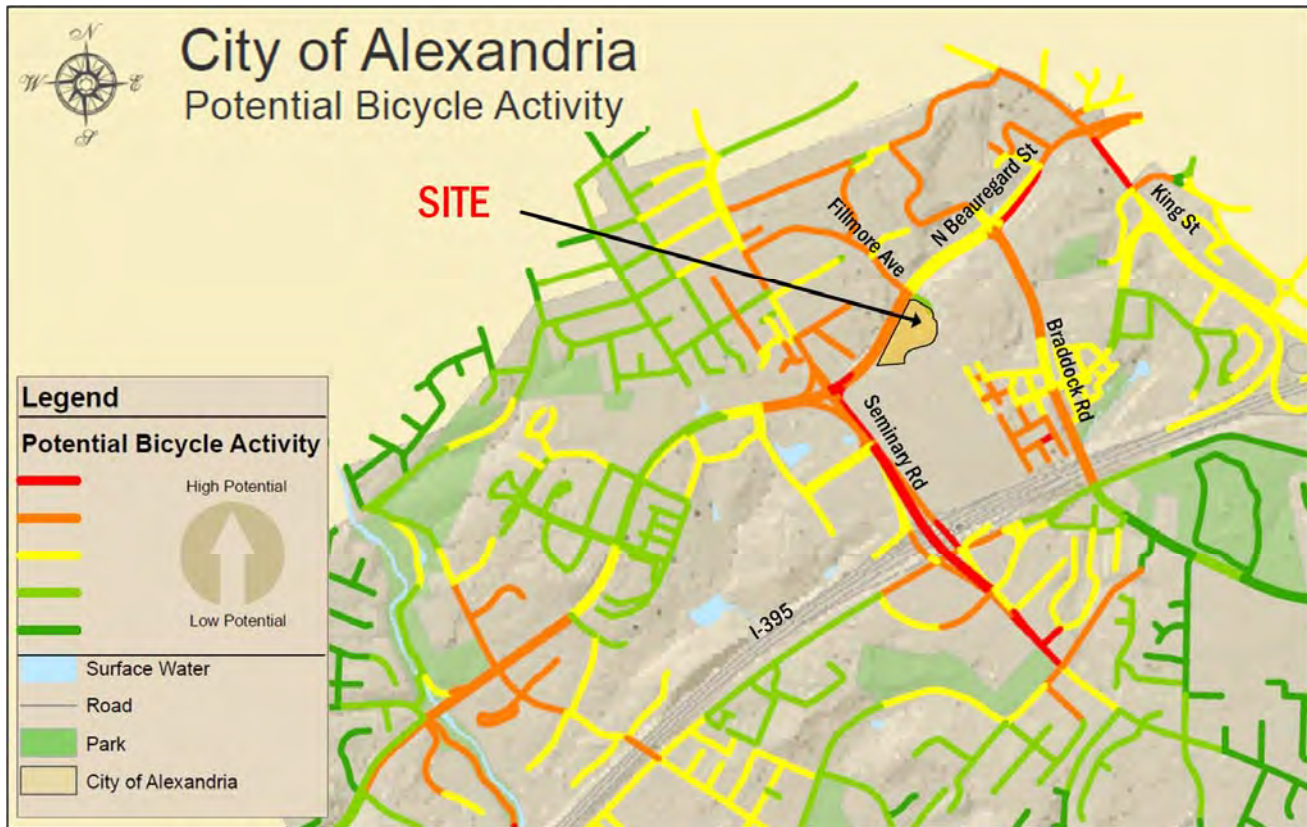 N
W
E
S
City of Alexandria
Potential Bicycle Activity
SITE
Fillmore Ave
N Beauregard St
King St
Braddock Rd
Seminary Rd
I-395
Legend
Potential Bicycle Activity
High Potential
Low Potential
Surface Water
Road
Park
City of Alexandria